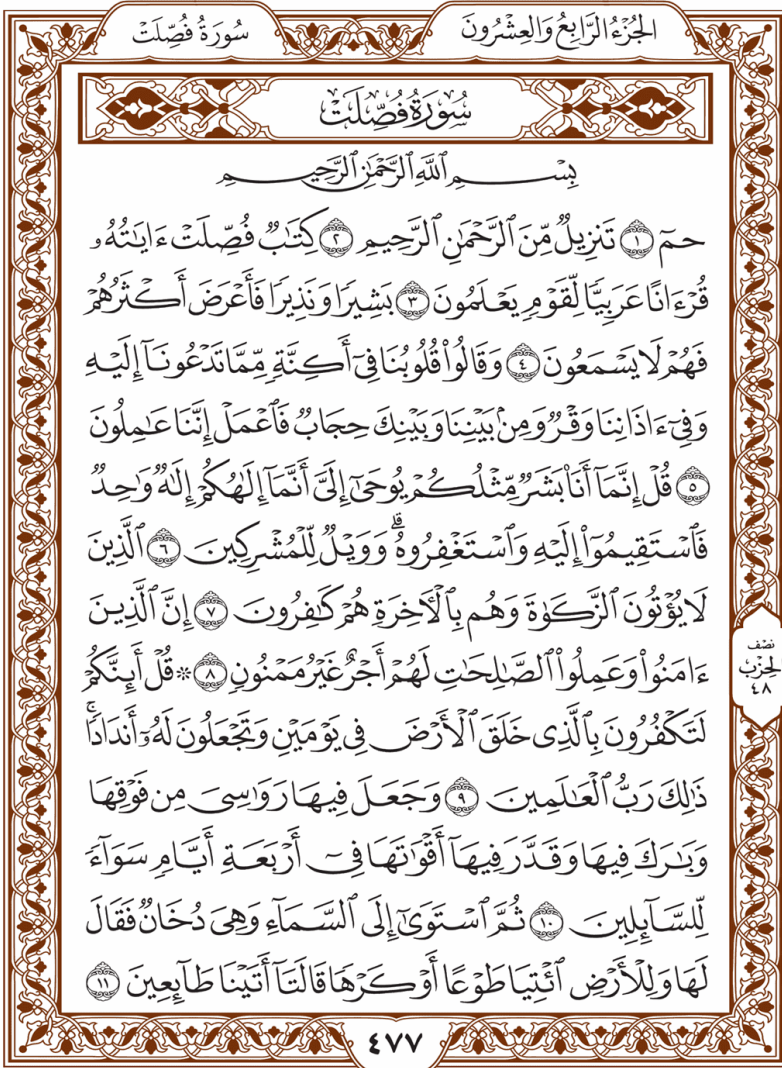 الجُزْءُ الرَّابِعُ وَالعِشْرُونَ
سُورَةُ فُصِّلَتْ
سُورَةُ فُصِّلَتْ
بِسْمِ ٱللَّهِ ٱلرَّحْمَٰنِ ٱلرَّحِيمِ
حمٓ ١ تَنزِيلٌ مِّنَ ٱلرَّحْمَٰنِ ٱلرَّحِيمِ ٢ كِتَٰبٌ فُصِّلَتْ ءَايَٰتُهُۥ
قُرْءَانًا عَرَبِيًّا لِّقَوْمٍ يَعْلَمُونَ ٣ بَشِيرًا وَنَذِيرًا فَأَعْرَضَ أَكْثَرُهُمْ
فَهُمْ لَا يَسْمَعُونَ ٤ وَقَالُوا۟ قُلُوبُنَا فِىٓ أَكِنَّةٍ مِّمَّا تَدْعُونَآ إِلَيْهِ
وَفِىٓ ءَاذَانِنَا وَقْرٌ وَمِنۢ بَيْنِنَا وَبَيْنِكَ حِجَابٌ فَٱعْمَلْ إِنَّنَا عَٰمِلُونَ
٥ قُلْ إِنَّمَآ أَنَا۠ بَشَرٌ مِّثْلُكُمْ يُوحَىٰٓ إِلَىَّ أَنَّمَآ إِلَٰهُكُمْ إِلَٰهٌ وَٰحِدٌ
فَٱسْتَقِيمُوٓا۟ إِلَيْهِ وَٱسْتَغْفِرُوهُ ۗ وَوَيْلٌ لِّلْمُشْرِكِينَ ٦ ٱلَّذِينَ
لَا يُؤْتُونَ ٱلزَّكَوٰةَ وَهُم بِٱلْءَاخِرَةِ هُمْ كَٰفِرُونَ ٧ إِنَّ ٱلَّذِينَ
ءَامَنُوا۟ وَعَمِلُوا۟ ٱلصَّٰلِحَٰتِ لَهُمْ أَجْرٌ غَيْرُ مَمْنُونٍ ٨ ۞ قُلْ أَئِنَّكُمْ
لَتَكْفُرُونَ بِٱلَّذِى خَلَقَ ٱلْأَرْضَ فِى يَوْمَيْنِ وَتَجْعَلُونَ لَهُۥٓ أَندَادًا ۚ
ذَٰلِكَ رَبُّ ٱلْعَٰلَمِينَ ٩ وَجَعَلَ فِيهَا رَوَٰسِىَ مِن فَوْقِهَا
وَبَٰرَكَ فِيهَا وَقَدَّرَ فِيهَآ أَقْوَٰتَهَا فِىٓ أَرْبَعَةِ أَيَّامٍ سَوَآءً
لِّلسَّآئِلِينَ ١٠ ثُمَّ ٱسْتَوَىٰٓ إِلَى ٱلسَّمَآءِ وَهِىَ دُخَانٌ فَقَالَ
لَهَا وَلِلْأَرْضِ ٱئْتِيَا طَوْعًا أَوْ كَرْهًا قَالَتَآ أَتَيْنَا طَآئِعِينَ ١١
نصف
الحزب
٤٨
٤٧٧